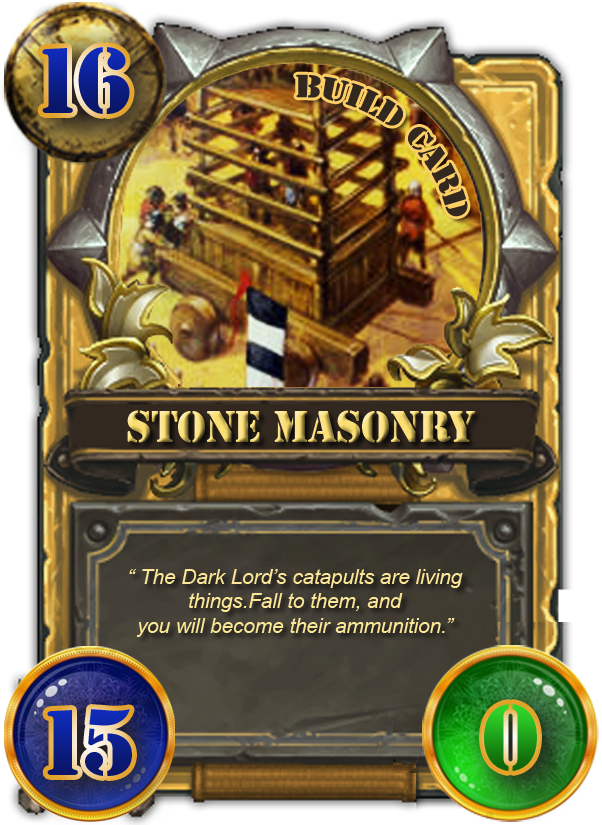 16
BUILD CARD
STONE MASONRY
“ The Dark Lord’s catapults are living
things.Fall to them, and
you will become their ammunition.”
15
0